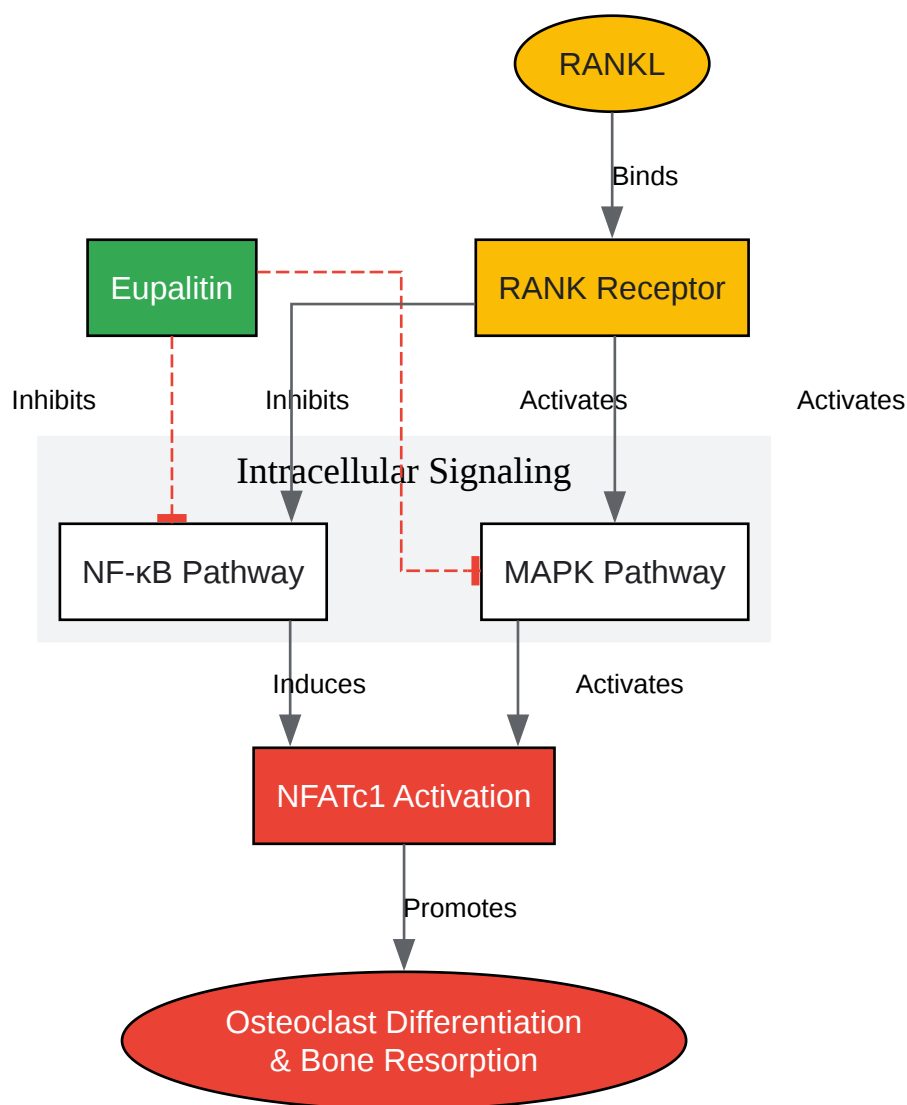 RANKL
Binds
Eupalitin
RANK Receptor
Inhibits
Inhibits
Activates
Activates
Intracellular Signaling
NF-κB Pathway
MAPK Pathway
Induces
Activates
NFATc1 Activation
Promotes
Osteoclast Differentiation
& Bone Resorption